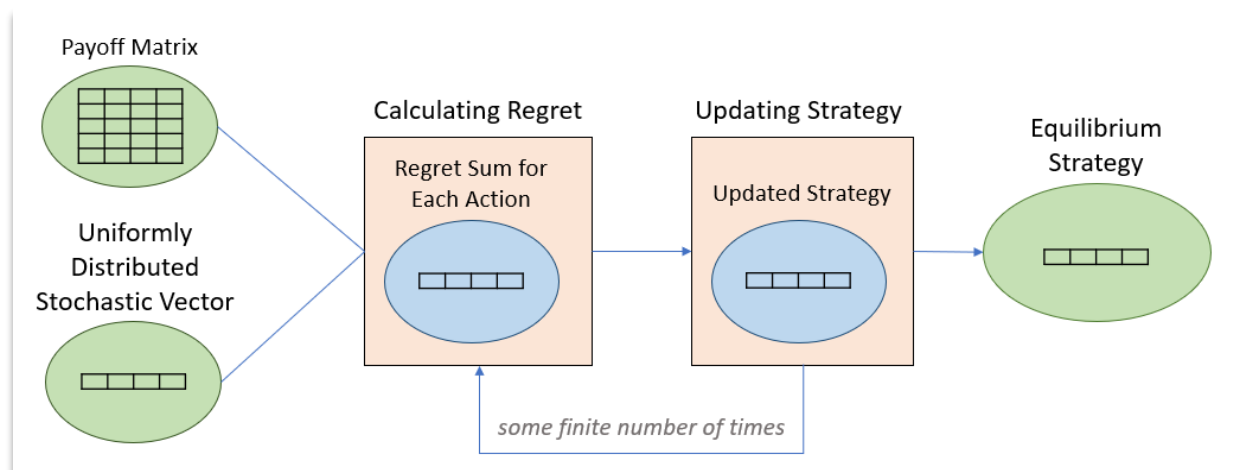 Payoff Matrix
Uniformly
Distributed
Stochastic Vector
Calculating Regret
Regret Sum for
Each Action
Updating Strategy
Updated Strategy
Equilibrium
Strategy
some finite number of times